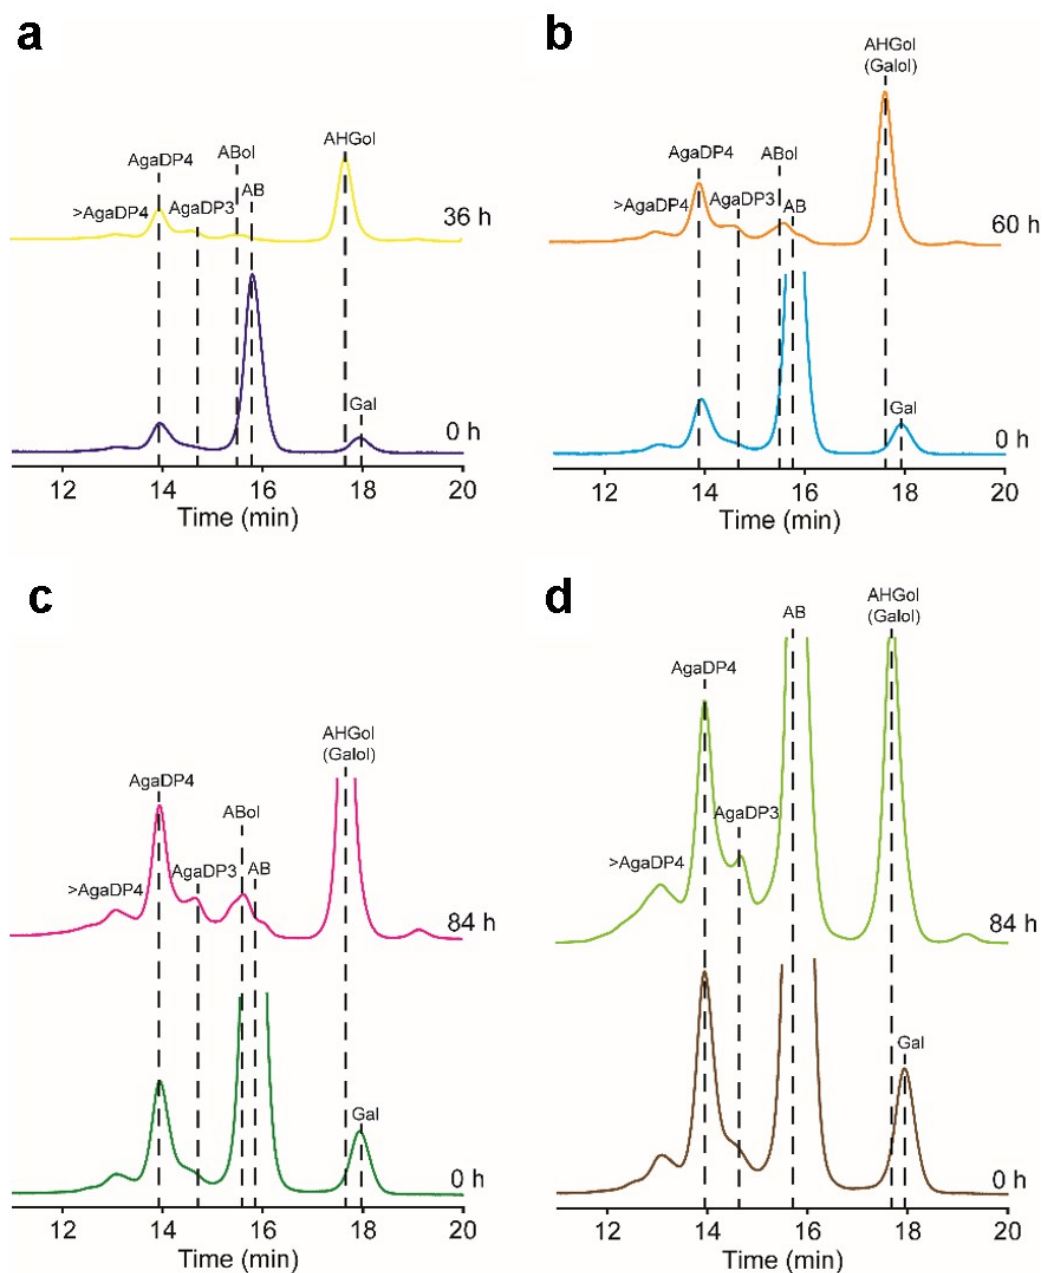 a
AHGol
ABol
AgaDP4
AB
>AgaDP4
AgaDP3
36 h
Gal
0 h
12 14 16 18 20
Time (min)
b
AHGol
(Galol)
AgaDP4
ABol
>AgaDP4
AgaDP3
AB
60 h
Gal
0 h
12 14 16 18 20
Time (min)
c
AHGol
(Galol)
AgaDP4
ABol
>AgaDP4
AgaDP3
AB
84 h
Gal
0 h
12 14 16 18 20
Time (min)
d
AHGol
(Galol)
AB
AgaDP4
AgaDP3
>AgaDP4
84 h
Gal
0 h
12 14 16 18 20
Time (min)